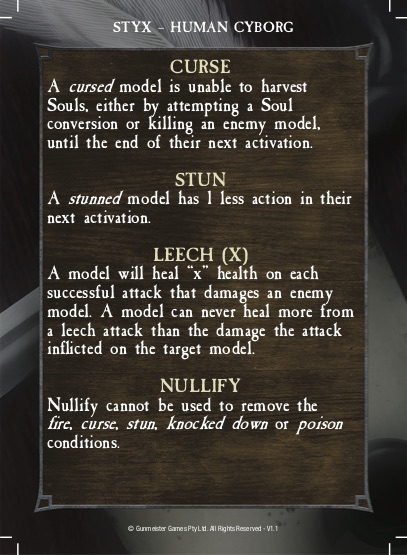 STYX - HUMAN CYBORG
CURSE
A cursed model is unable to harvest
Souls, either by attempting a Soul
conversion or killing an enemy model,
until the end of their next activation.
STUN
A stunned model has 1 less action in their
next activation.
LEECH (X)
A model will heal "x" health on each
successful attack that damages an enemy
model. A model can never heal more from
a leech attack than the damage the attack
inflicted on the target model.
NULLIFY
Nullify cannot be used to remove the
fire, curse, stun, knocked down or poison
conditions.
© Gunmeister Games Pty Ltd. All Rights Reserved - V1.1